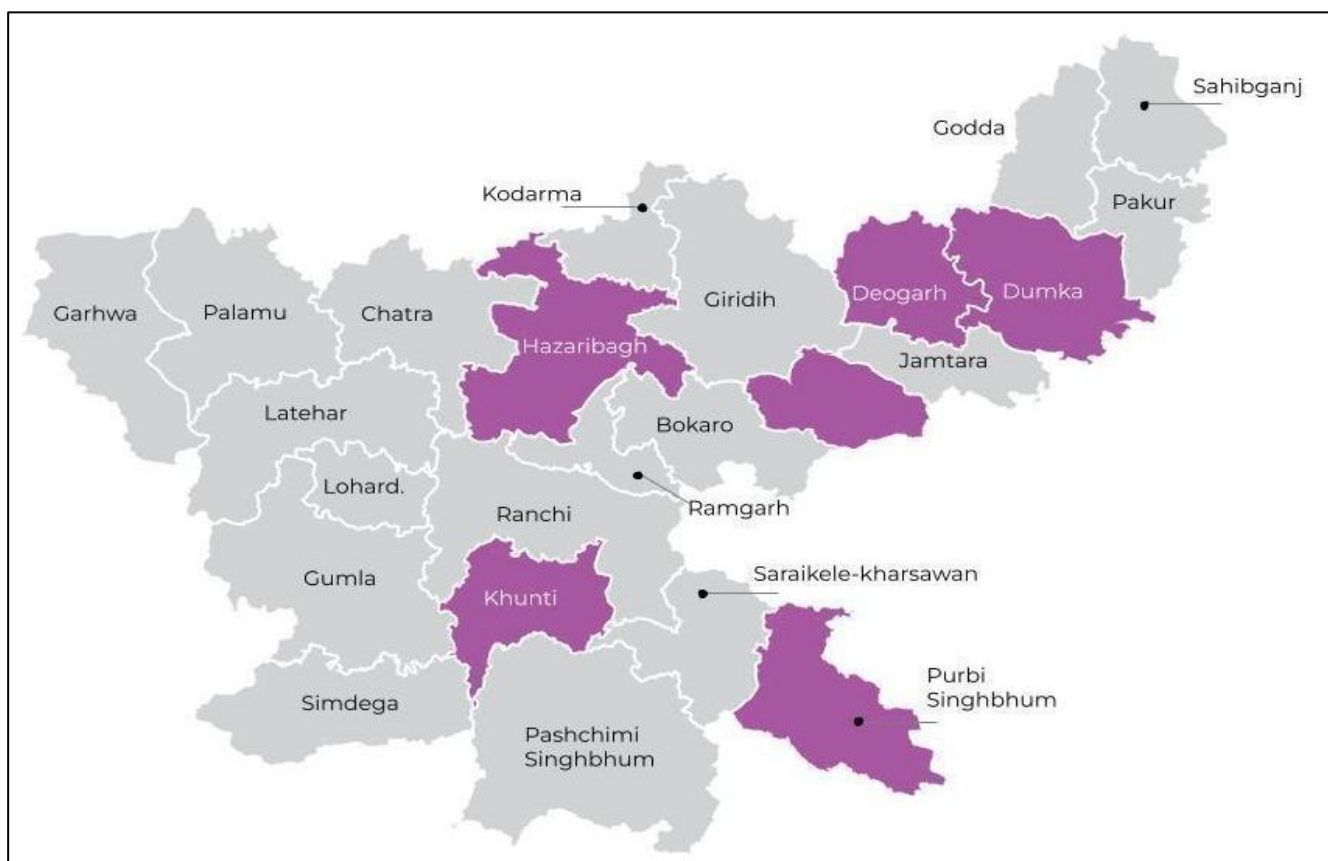 Sahibganj
Godda
Kodarma
Pakur
Garhwa
Palamu
Chatra
Giridih
Deogarh
Dumka
Hazaribagh
Jamtara
Latehar
Bokaro
Lohard.
Ranchi
Ramgarh
Gumla
Khunti
Saraikele-kharsawan
Simdega
Purbi
Singhbhum
Pashchimi
Singhbhum